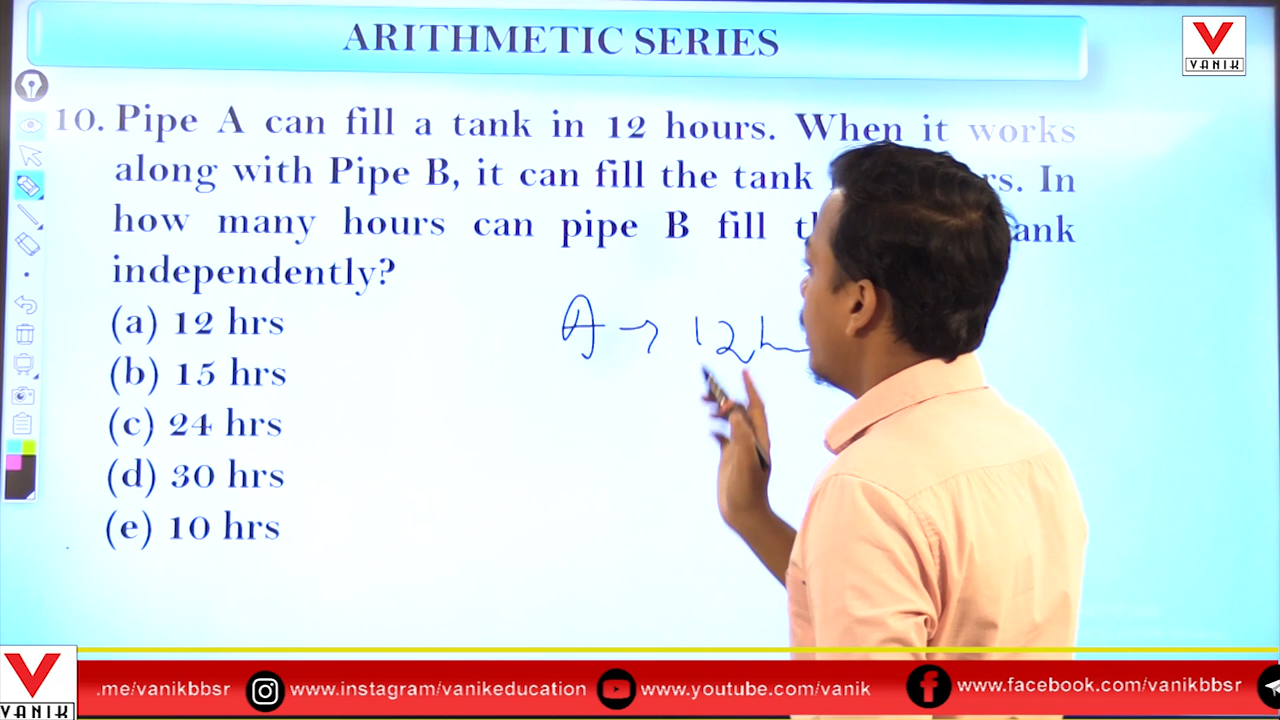 ARITHMETIC SERIES
VANIK
10. Pipe A can fill a tank in 12 hours. When it works
along with Pipe B, it can fill the tank In
how many hours can pipe B fill
independently?
(a) 12 hrs
(b) 15 hrs
(c) 24 hrs
(d) 30 hrs
(e) 10 hrs
A → 12 h
VANIK
.me/vanikbbsr
www.instagram/vanikeducation
www.youtube.com/vanik
www.facebook.com/vanikbbsr